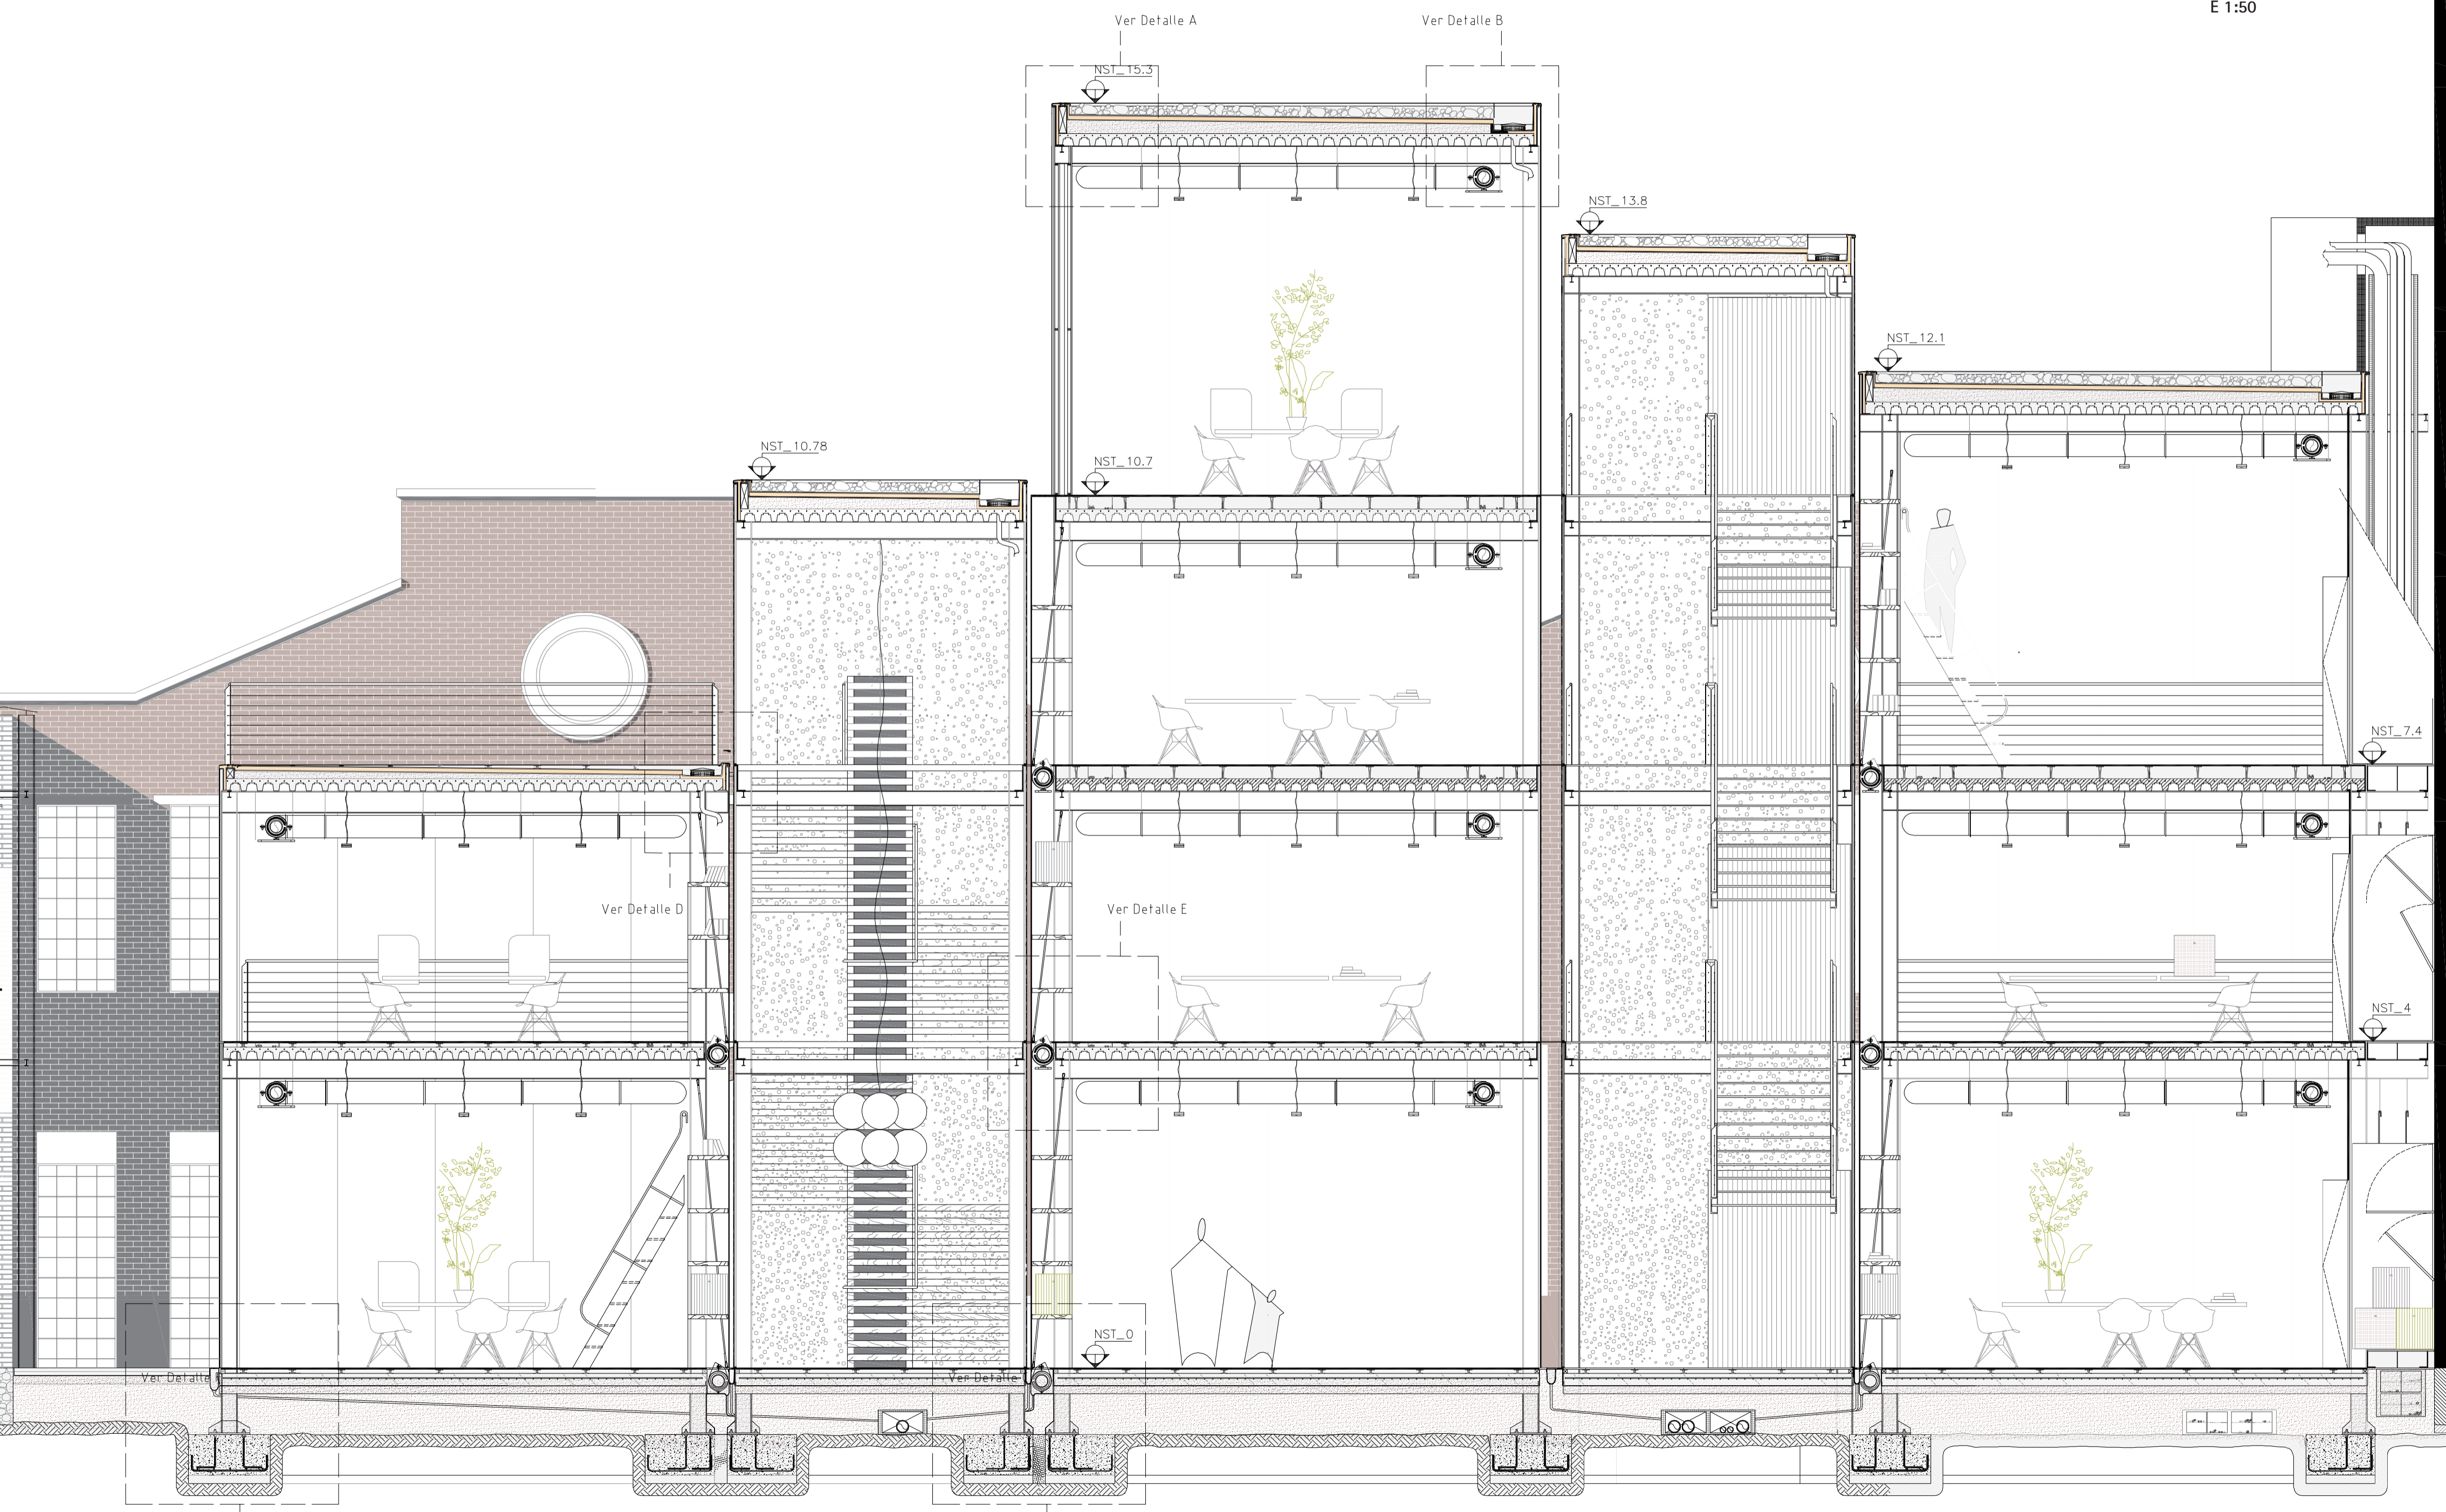 E 1:50
Ver Detalle A
Ver Detalle B
NST_15.3
NST_13.8
NST_12.1
NST_10.78
NST_10.7
NST_7.4
Ver Detalle D
Ver Detalle E
NST_4
NST_0
Ver Detalle
Ver Detalle